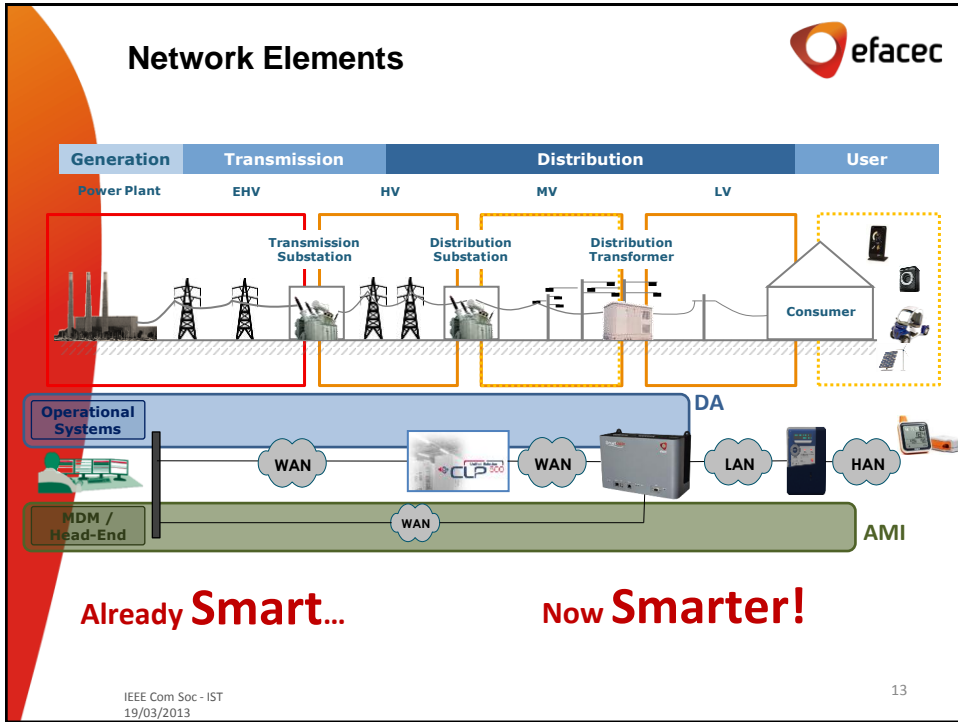 Network Elements
efacec
Generation
Transmission
Distribution
User
Power Plant
EHV
HV
MV
LV
Transmission
Substation
Distribution
Substation
Distribution
Transformer
Consumer
Operational
Systems
DA
WAN
CLP 500
WAN
LAN
HAN
MDM /
Head-End
WAN
AMI
Already Smart...
Now Smarter!
IEEE Com Soc - IST
19/03/2013
13